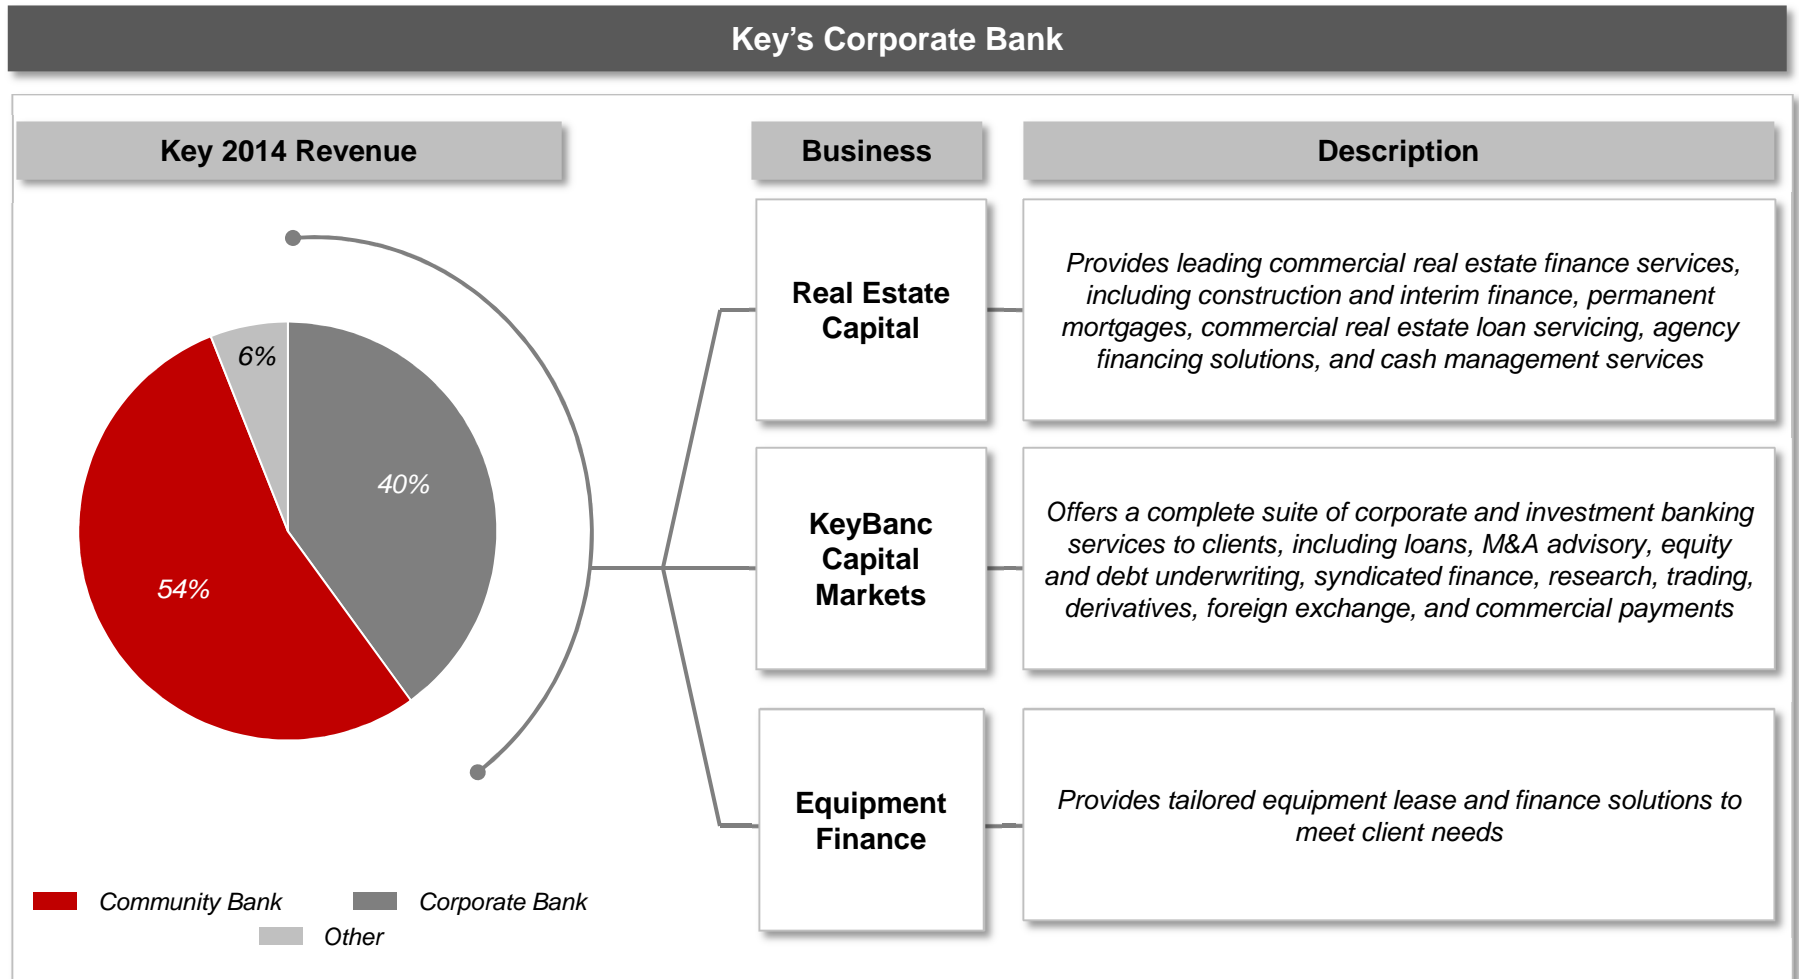 Key’s Corporate Bank
Key 2014 Revenue
Business
Description
6%
40%
54%
Community Bank
Corporate Bank
Other
Real Estate
Capital
Provides leading commercial real estate finance services,
including construction and interim finance, permanent
mortgages, commercial real estate loan servicing, agency
financing solutions, and cash management services
KeyBanc
Capital
Markets
Offers a complete suite of corporate and investment banking
services to clients, including loans, M&A advisory, equity
and debt underwriting, syndicated finance, research, trading,
derivatives, foreign exchange, and commercial payments
Equipment
Finance
Provides tailored equipment lease and finance solutions to
meet client needs